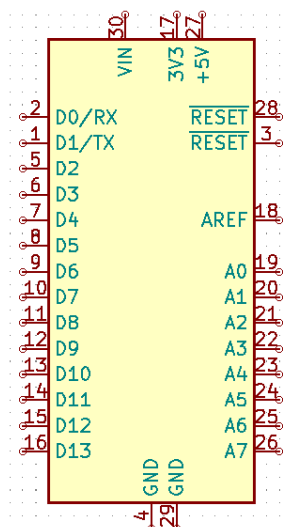 30 17 27
VIN 3V3 +5V
2 D0/RX RESET 28
1 D1/TX RESET 3
5 D2
6 D3
7 D4 AREF 18
8 D5
9 D6 A0 19
10 D7 A1 20
11 D8 A2 21
12 D9 A3 22
13 D10 A4 23
14 D11 A5 24
15 D12 A6 25
16 D13 A7 26
GND GND
4 29